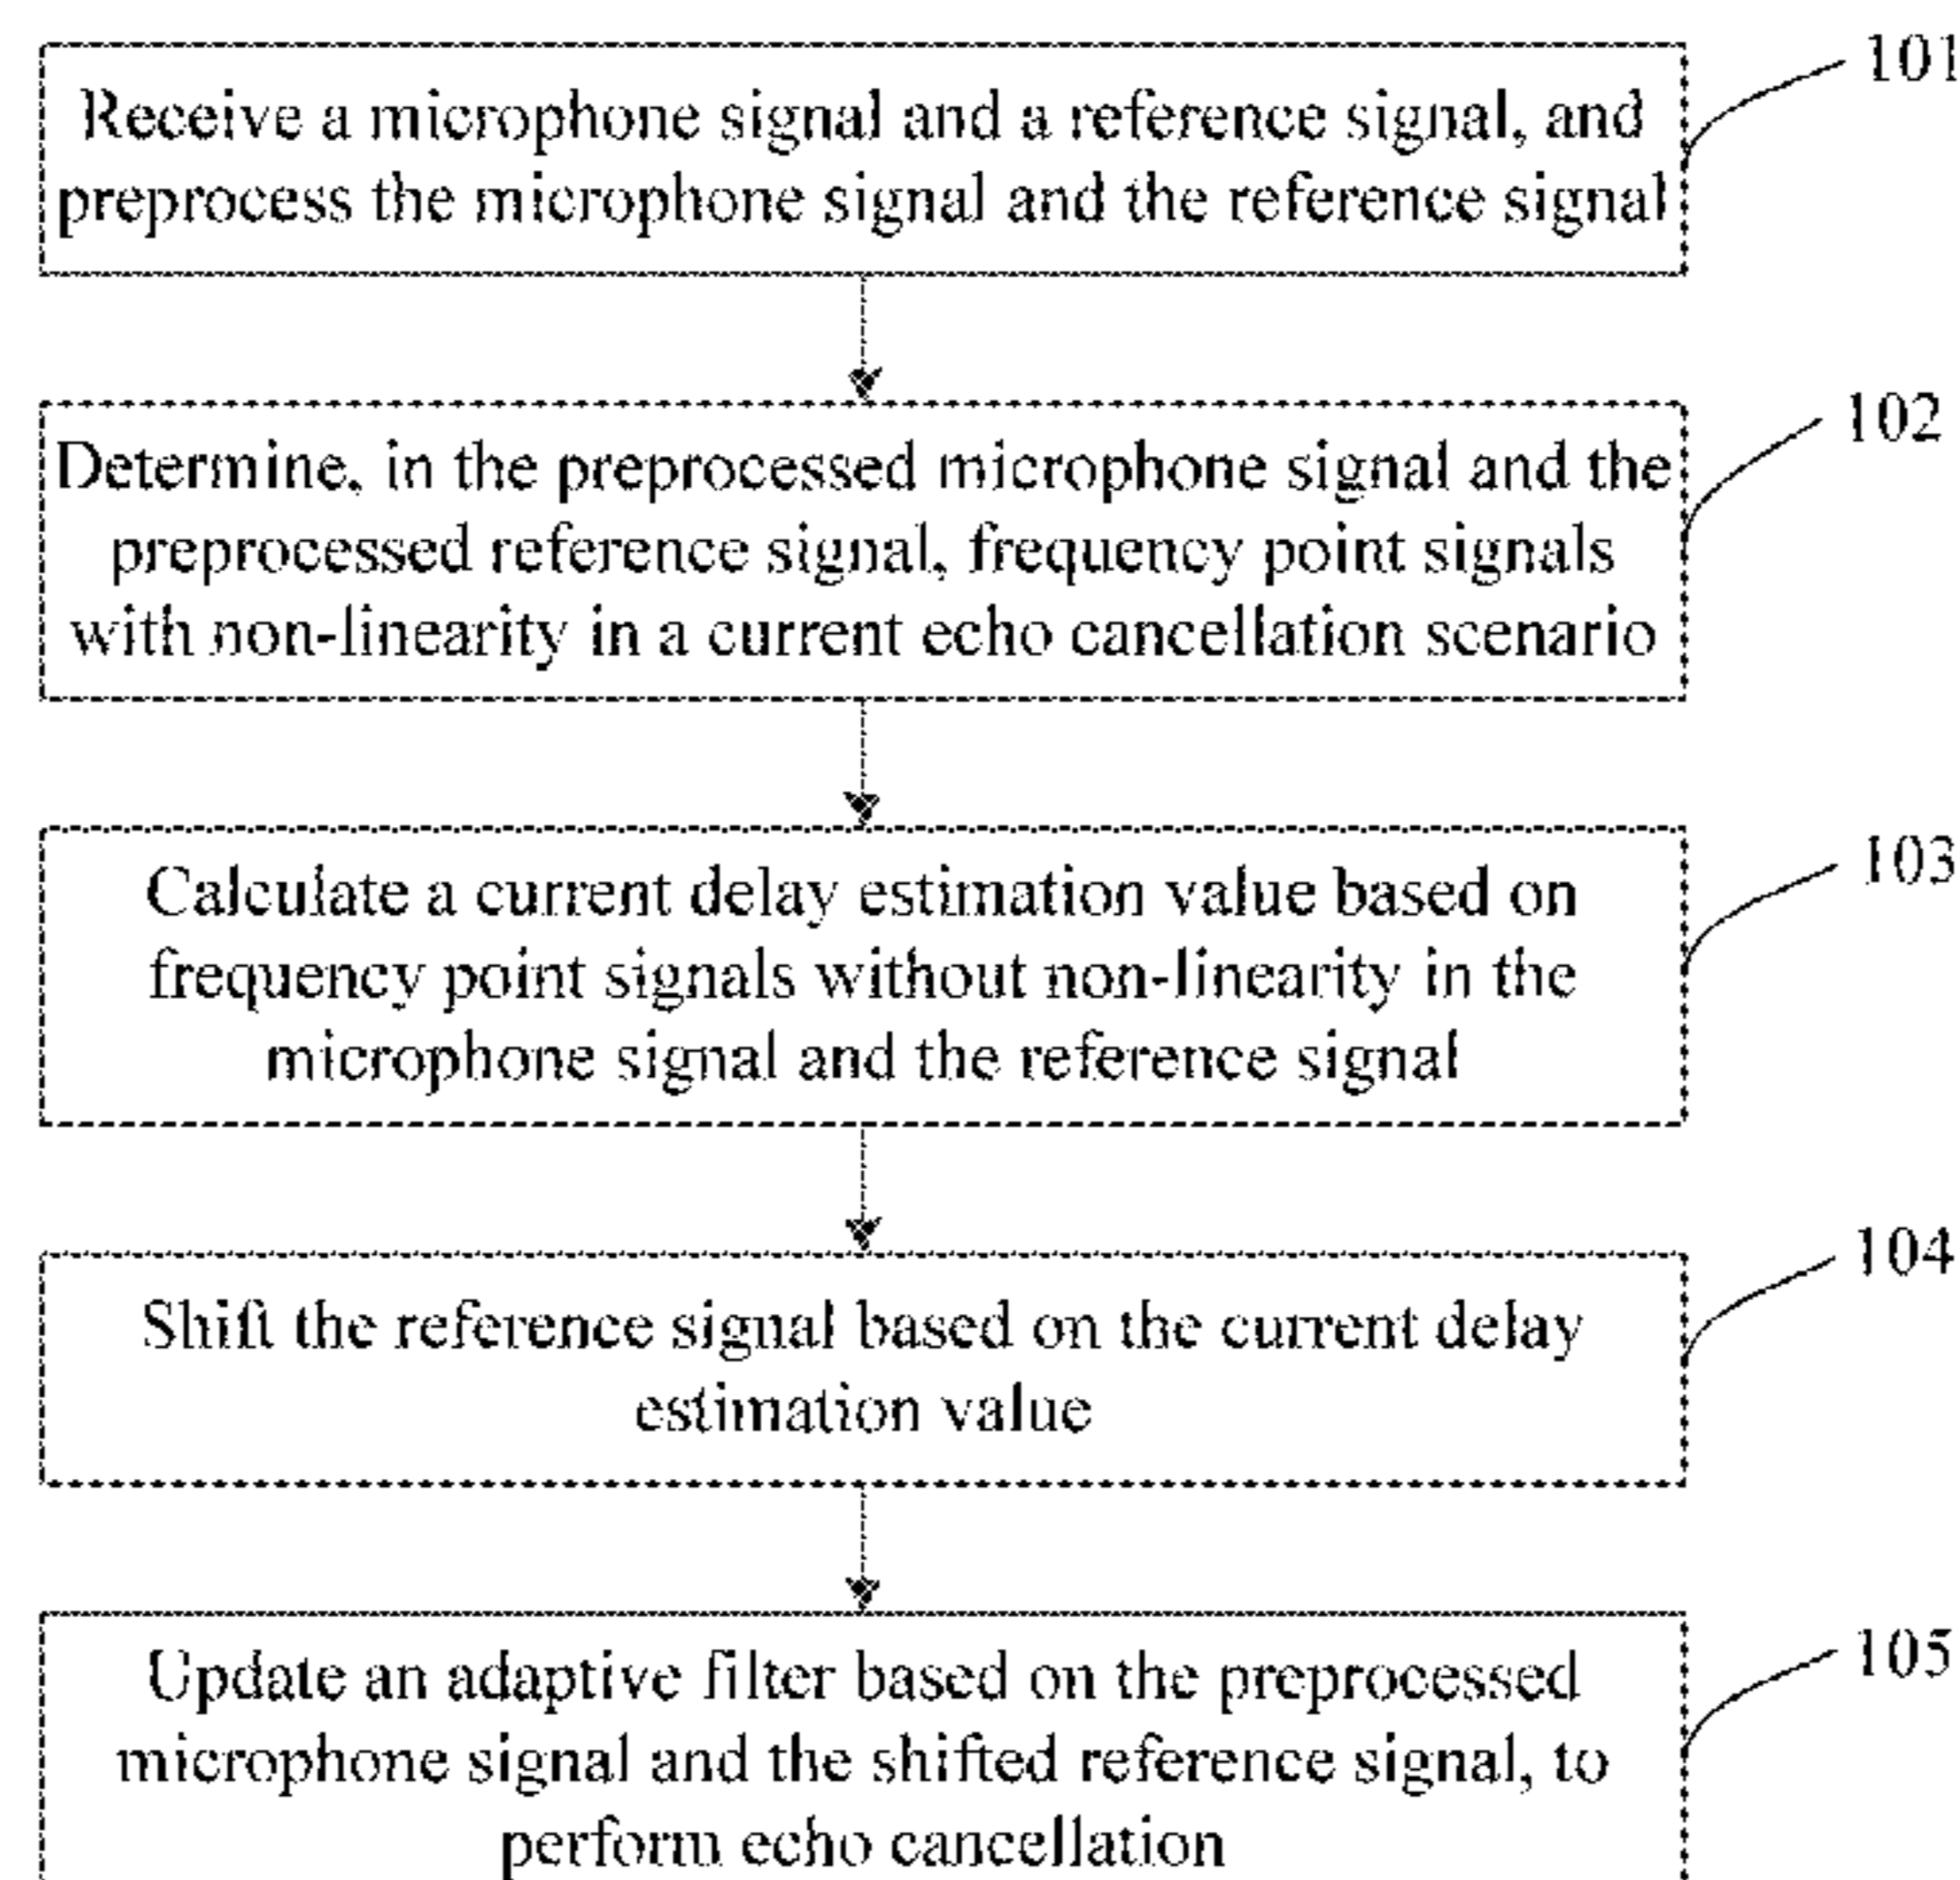 101
Receive a microphone signal and a reference signal, and
preprocess the microphone signal and the reference signal
102
Determine, in the preprocessed microphone signal and the
preprocessed reference signal, frequency point signals
with non-linearity in a current echo cancellation scenario
103
Calculate a current delay estimation value based on
frequency point signals without non-linearity in the
microphone signal and the reference signal
104
Shift the reference signal based on the current delay
estimation value
105
Update an adaptive filter based on the preprocessed
microphone signal and the shifted reference signal, to
perform echo cancellation